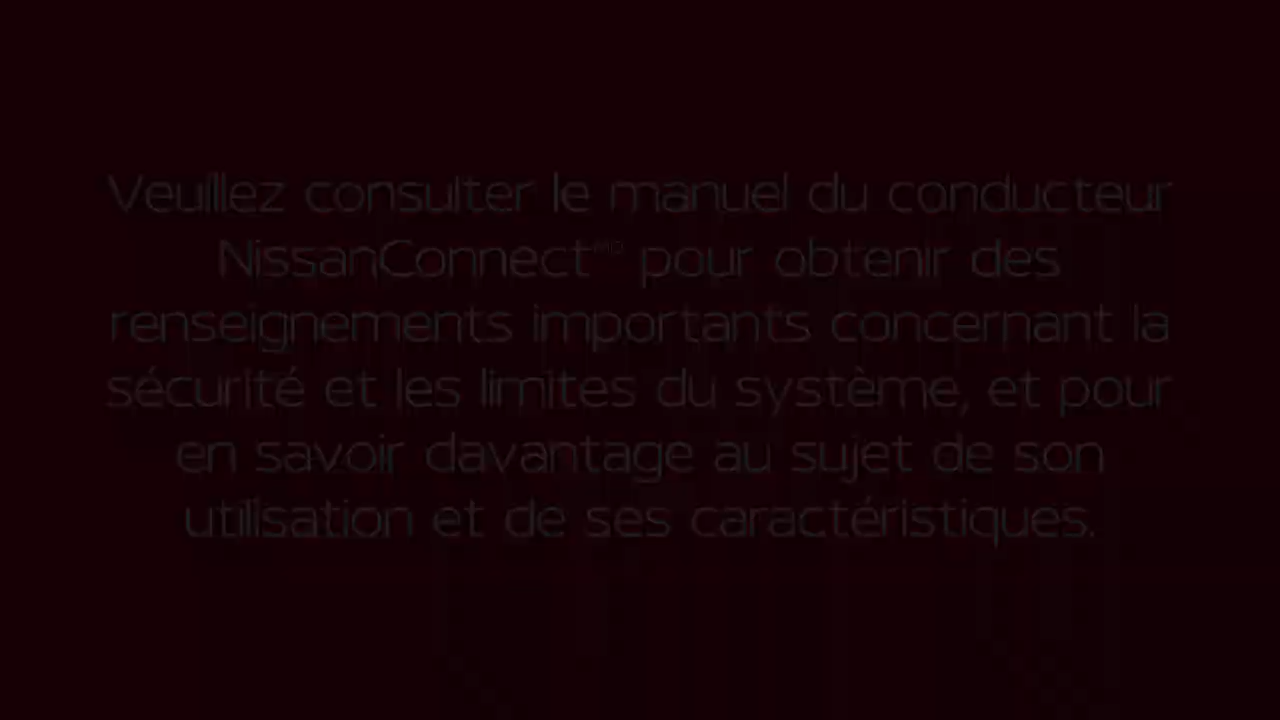 Veuillez consulter le manuel du conducteur
NissanConnectᴹᴰ pour obtenir des
renseignements importants concernant la
sécurité et les limites du système, et pour
en savoir davantage au sujet de son
utilisation et de ses caractéristiques.